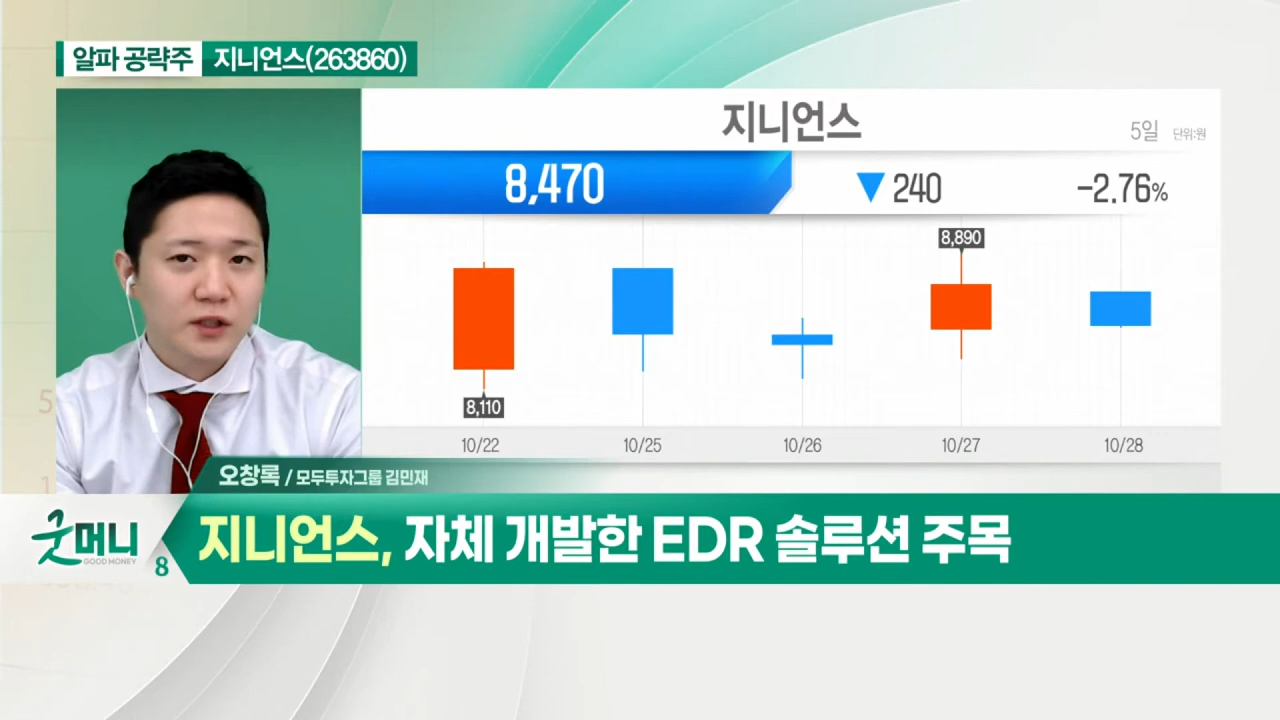 알파 공략주 지니언스(263860)
지니언스
5일 단위:원
8,470 ▼ 240 -2.76%
8,890
8,110
10/22 10/25 10/26 10/27 10/28
오창록 / 모두투자그룹 김민재
굿머니
GOOD MONEY
8
지니언스, 자체 개발한 EDR 솔루션 주목